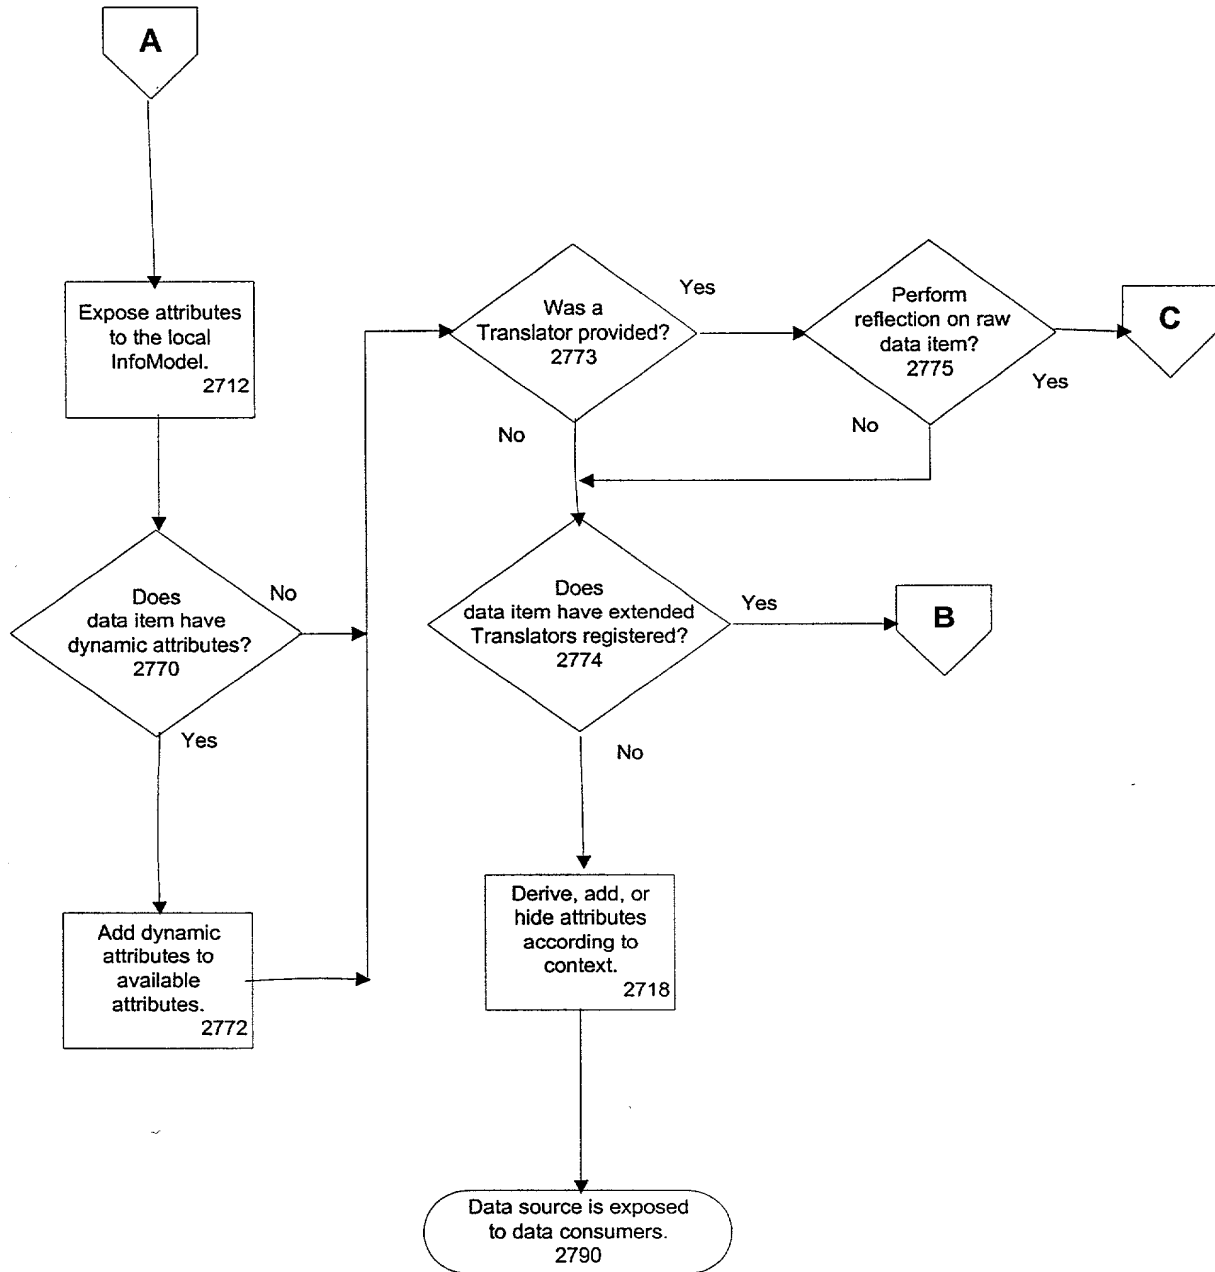 A
Expose attributes
to the local
InfoModel.
2712
Does
data item have
dynamic attributes?
2770
No
Yes
Add dynamic
attributes to
available
attributes.
2772
Was a
Translator provided?
2773
Yes
No
Perform
reflection on raw
data item?
2775
Yes
No
C
Does
data item have extended
Translators registered?
2774
Yes
B
No
Derive, add, or
hide attributes
according to
context.
2718
Data source is exposed
to data consumers.
2790